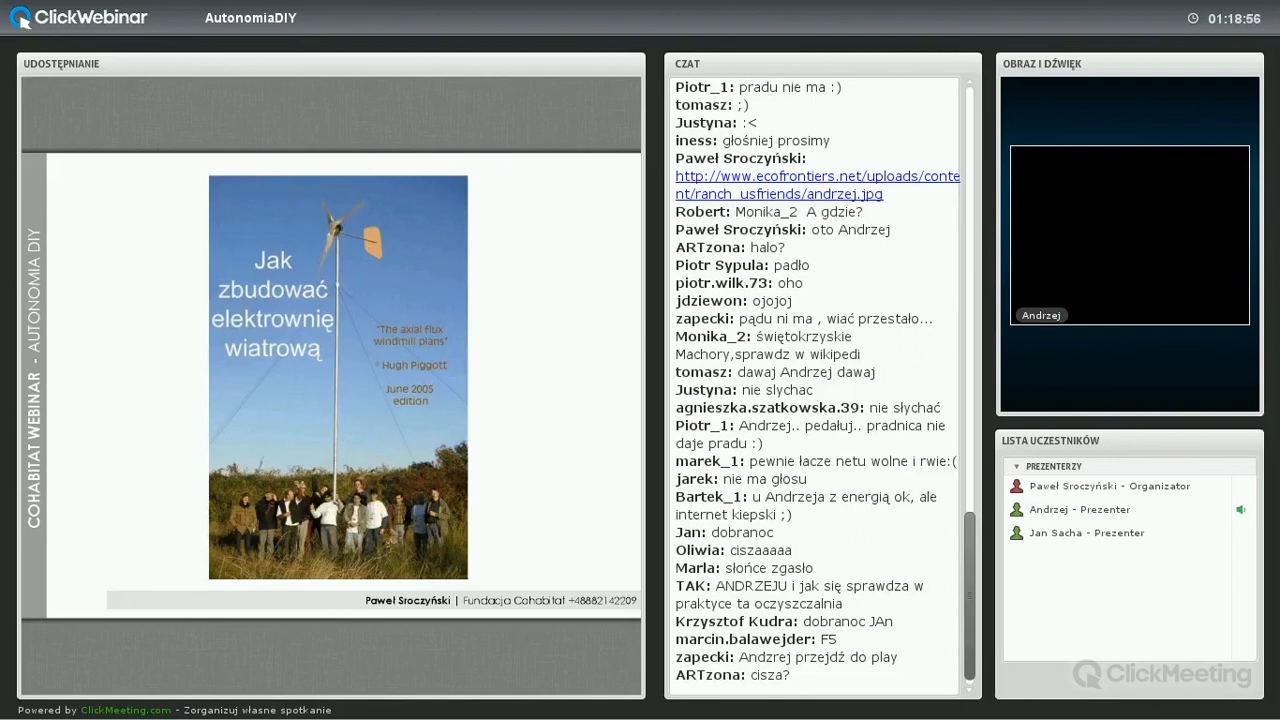 ClickWebinar
AutonomiaDIY
01:18:56
UDOSTĘPNIANIE
COHABITAT WEBINAR - AUTONOMIA DIY
Jak
zbudować
elektrownię
wiatrową
"The axial flux
windmill plans"
© Hugh Piggott
June 2005
edition
Paweł Sroczyński | Fundacja Cohabitat +48882142209
CZAT
Piotr_1: pradu nie ma :)
tomasz: ;)
Justyna: :<
iness: głośniej prosimy
Paweł Sroczyński:
http://www.ecofrontiers.net/uploads/conte
nt/ranch_usfriends/andrzej.jpg
Robert: Monika_2 A gdzie?
Paweł Sroczyński: oto Andrzej
ARTzona: halo?
Piotr Sypula: padło
piotr.wilk.73: oho
jdziewon: ojojoj
zapecki: pądu ni ma , wiać przestało...
Monika_2: świętokrzyskie
Machory,sprawdz w wikipedi
tomasz: dawaj Andrzej dawaj
Justyna: nie slychac
agnieszka.szatkowska.39: nie słychać
Piotr_1: Andrzej.. pedałuj.. pradnica nie
daje pradu :)
marek_1: pewnie łacze netu wolne i rwie:(
jarek: nie ma głosu
Bartek_1: u Andrzeja z energią ok, ale
internet kiepski ;)
Jan: dobranoc
Oliwia: ciszaaaaa
Marla: słońce zgasło
TAK: ANDRZEJU i jak się sprawdza w
praktyce ta oczyszczalnia
Krzysztof Kudra: dobranoc JAn
marcin.balawejder: F5
zapecki: Andzrej przejdź do play
ARTzona: cisza?
OBRAZ I DŹWIĘK
Andrzej
LISTA UCZESTNIKÓW
PREZENTERZY
Paweł Sroczyński - Organizator
Andrzej - Prezenter
Jan Sacha - Prezenter
ClickMeeting
Powered by ClickMeeting.com - Zorganizuj własne spotkanie